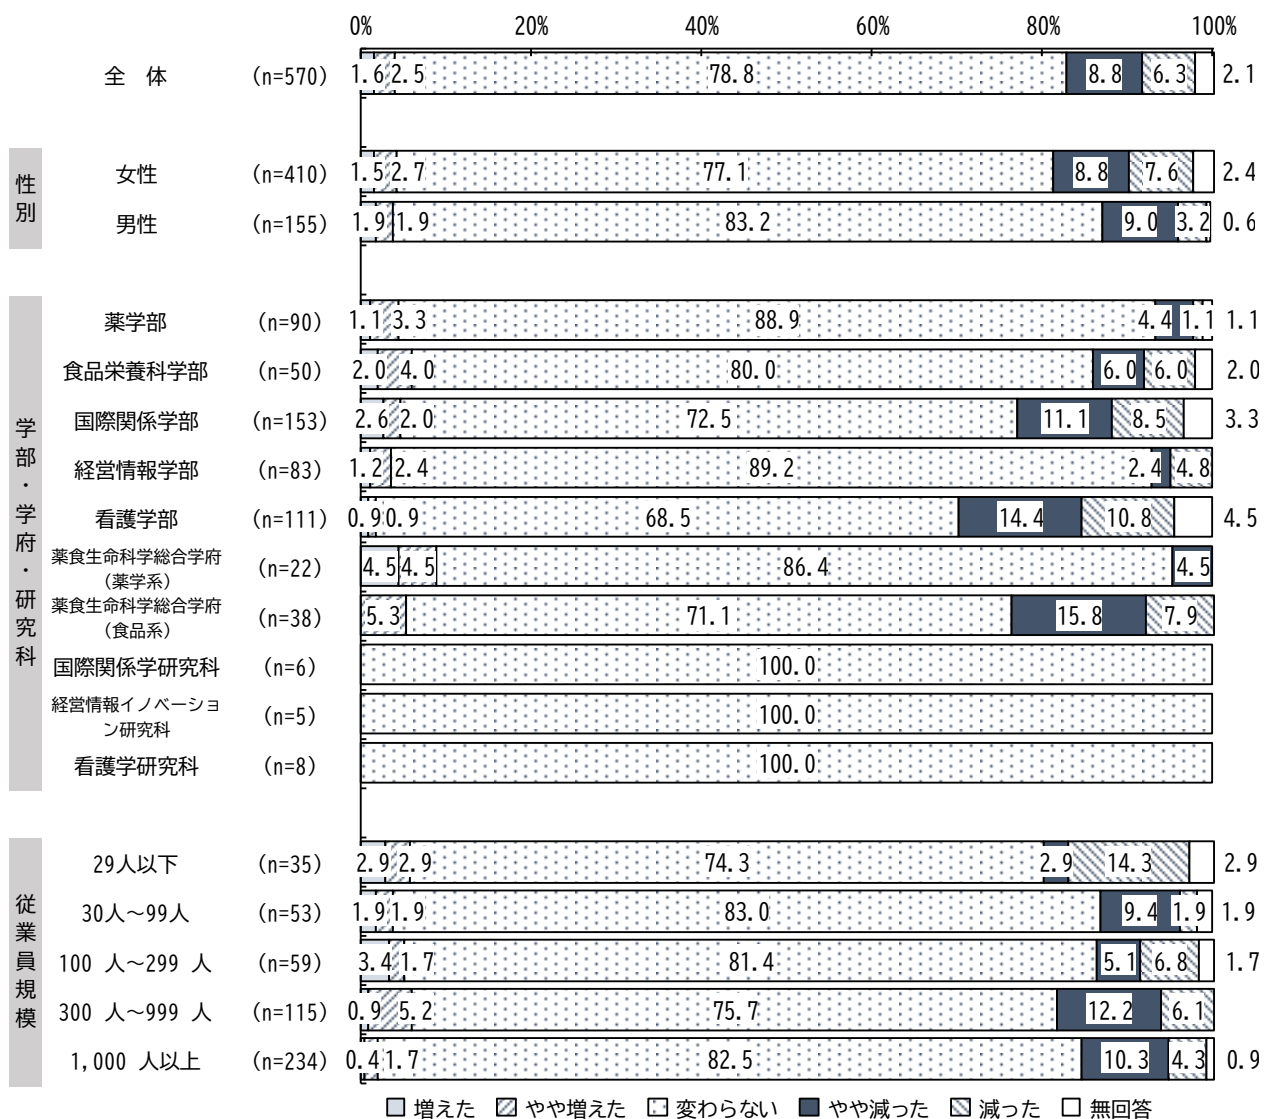 0% 20% 40% 60% 80% 100%
全　体 (n=570) 1.6 2.5 78.8 8.8 6.3 2.1
性別
女性 (n=410) 1.5 2.7 77.1 8.8 7.6 2.4
男性 (n=155) 1.9 1.9 83.2 9.0 3.2 0.6
学部・学府・研究科
薬学部 (n=90) 1.1 3.3 88.9 4.4 1.1 1.1
食品栄養科学部 (n=50) 2.0 4.0 80.0 6.0 6.0 2.0
国際関係学部 (n=153) 2.6 2.0 72.5 11.1 8.5 3.3
経営情報学部 (n=83) 1.2 2.4 89.2 2.4 4.8
看護学部 (n=111) 0.9 0.9 68.5 14.4 10.8 4.5
薬食生命科学総合学府
（薬学系） (n=22) 4.5 4.5 86.4 4.5
薬食生命科学総合学府
（食品系） (n=38) 5.3 71.1 15.8 7.9
国際関係学研究科 (n=6) 100.0
経営情報イノベーショ
ン研究科 (n=5) 100.0
看護学研究科 (n=8) 100.0
従業員規模
29人以下 (n=35) 2.9 2.9 74.3 2.9 14.3 2.9
30人～99人 (n=53) 1.9 1.9 83.0 9.4 1.9 1.9
100 人～299 人 (n=59) 3.4 1.7 81.4 5.1 6.8 1.7
300 人～999 人 (n=115) 0.9 5.2 75.7 12.2 6.1
1,000 人以上 (n=234) 0.4 1.7 82.5 10.3 4.3 0.9
増えた やや増えた 変わらない やや減った 減った 無回答